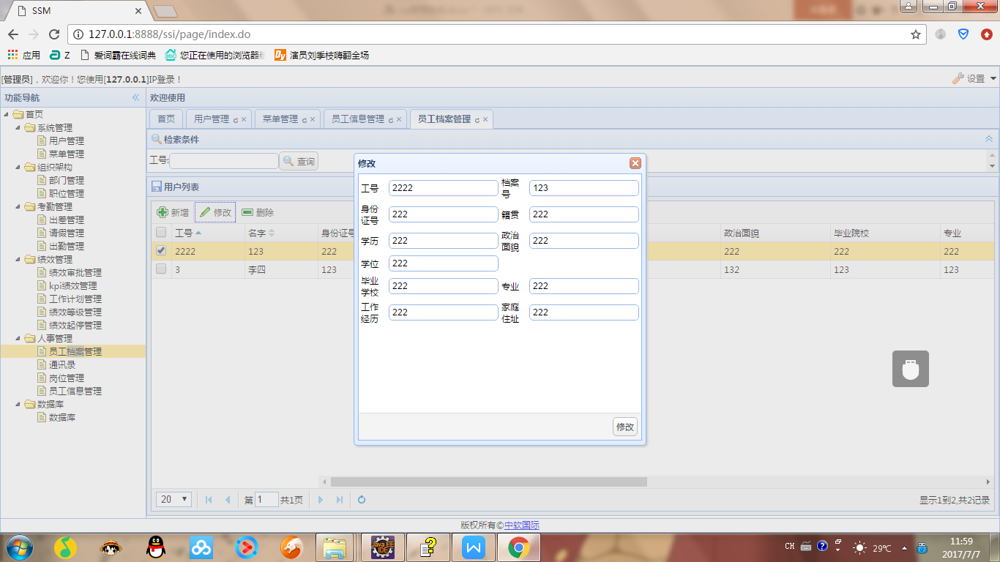 SSM
127.0.0.1:8888/ssi/page/index.do
应用 Z 爱词霸在线词典 您正在使用的浏览器版 演员刘季枝嗨翻全场
[管理员]，欢迎你！您使用[127.0.0.1]IP登录！ 设置
功能导航 欢迎使用
首页 用户管理 菜单管理 员工信息管理 员工档案管理
首页
系统管理
用户管理
菜单管理
组织架构
部门管理
职位管理
考勤管理
出差管理
请假管理
出勤管理
绩效管理
绩效审批管理
kpi绩效管理
工作计划管理
绩效等级管理
绩效起停管理
人事管理
员工档案管理
通讯录
岗位管理
员工信息管理
数据库
数据库
检索条件
工号: 查询
用户列表
新增 修改 删除
工号 名字 身份证号 政治面貌 毕业院校 专业
2222 123 222 222 222 222
3 李四 123 132 123 123
修改
工号 2222 档案号 123
身份证号 222 籍贯 222
学历 222 政治面貌 222
学位 222
毕业学校 222 专业 222
工作经历 222 家庭住址 222
修改
20 第 1 共1页 显示1到2,共2记录
版权所有©中软国际
Java EE IDE
CH 29℃ 11:59
2017/7/7